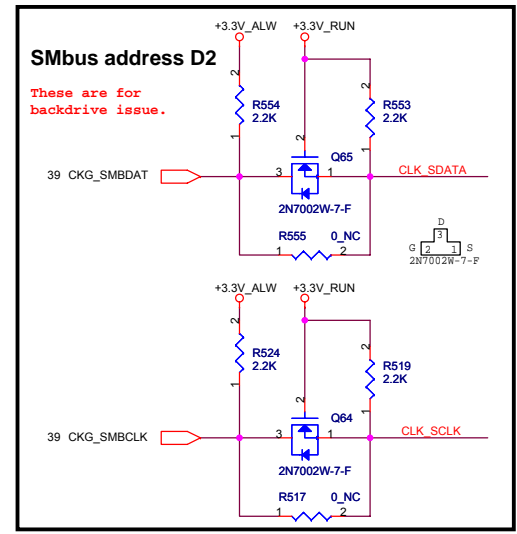 +3.3V_ALW +3.3V_RUN
SMbus address D2
These are for
backdrive issue.
2
R554
2.2K
1
2
R553
2.2K
1
2
Q65
39 CKG_SMBDAT
3
1
CLK_SDATA
2N7002W-7-F
R555 0_NC
1
2
D
3
G 2 1 S
2N7002W-7-F
+3.3V_ALW +3.3V_RUN
2
R524
2.2K
1
2
R519
2.2K
1
2
Q64
39 CKG_SMBCLK
3
1
CLK_SCLK
2N7002W-7-F
R517 0_NC
1
2